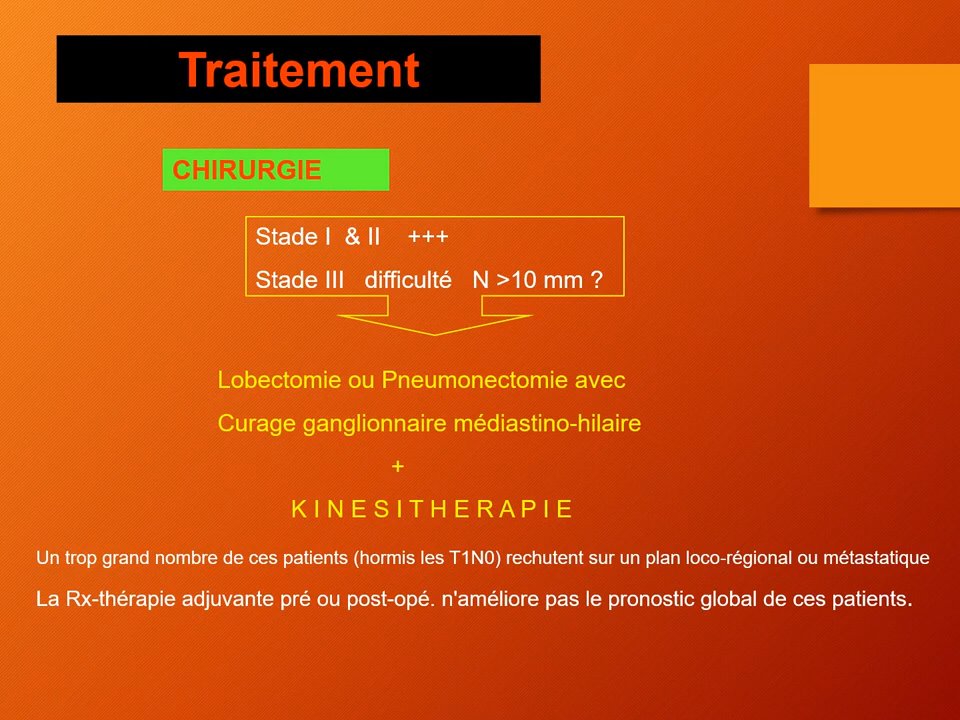 Traitement
CHIRURGIE
Stade I & II +++
Stade III difficulté N >10 mm ?
Lobectomie ou Pneumonectomie avec
Curage ganglionnaire médiastino-hilaire
+
K I N E S I T H E R A P I E
Un trop grand nombre de ces patients (hormis les T1N0) rechutent sur un plan loco-régional ou métastatique
La Rx-thérapie adjuvante pré ou post-opé. n'améliore pas le pronostic global de ces patients.